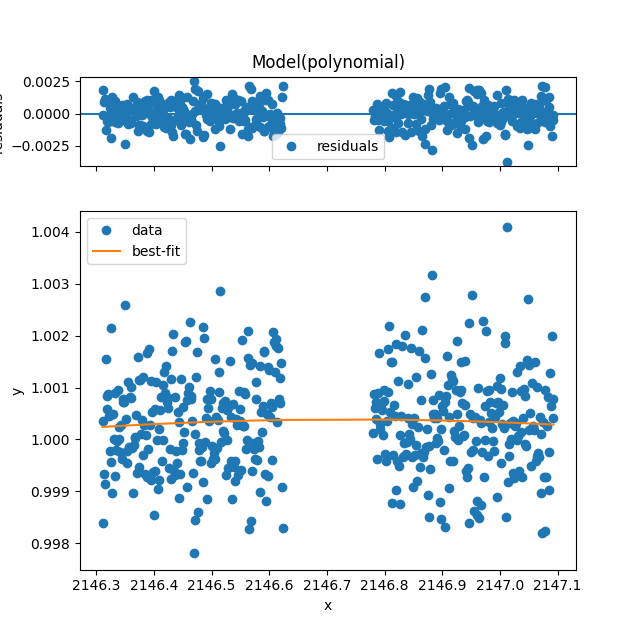 Model(polynomial)
0.0025
0.0000
−0.0025
residuals
residuals
1.004
1.003
1.002
1.001
1.000
0.999
0.998
y
data
best-fit
2146.3 2146.4 2146.5 2146.6 2146.7 2146.8 2146.9 2147.0 2147.1
x